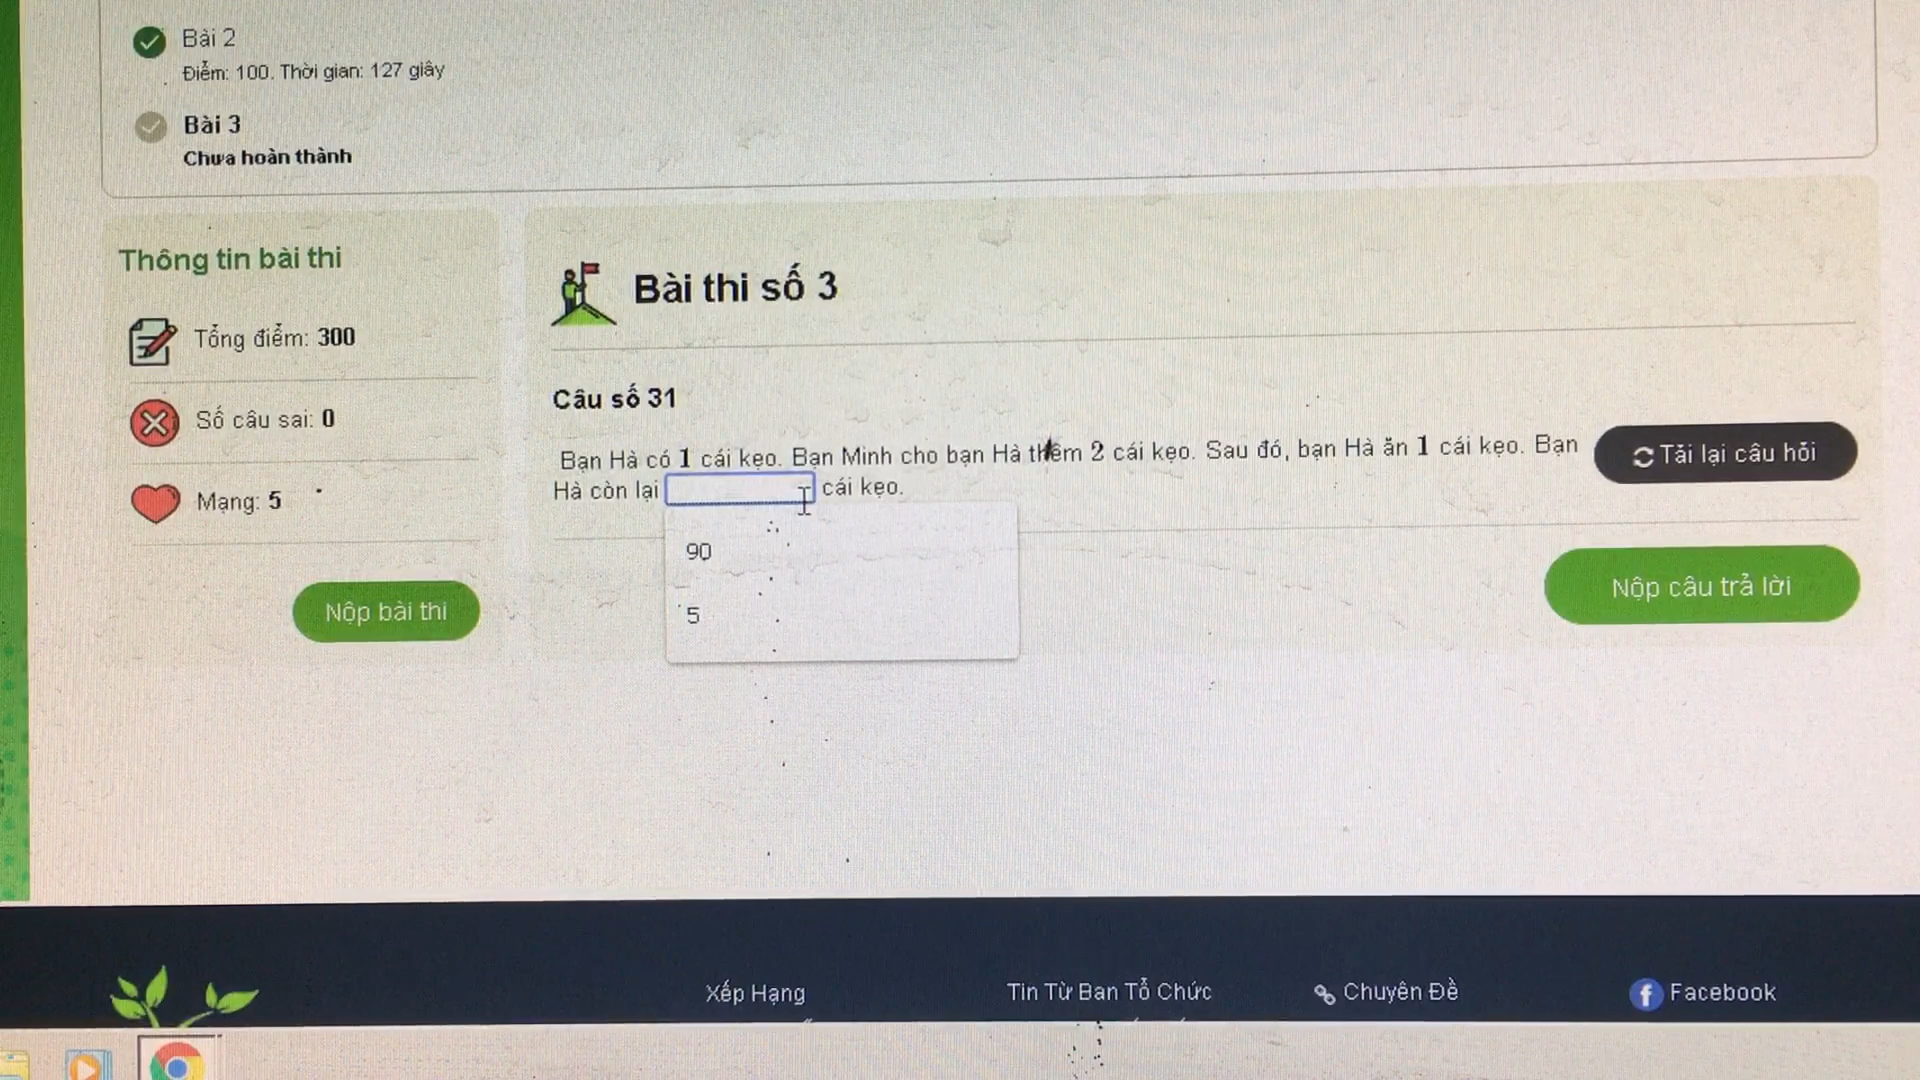 Bài 2
Điểm: 100. Thời gian: 127 giây
Bài 3
Chưa hoàn thành
Thông tin bài thi
Tổng điểm: 300
Số câu sai: 0
Mạng: 5
Nộp bài thi
Bài thi số 3
Câu số 31
Bạn Hà có 1 cái kẹo. Bạn Minh cho bạn Hà thêm 2 cái kẹo. Sau đó, bạn Hà ăn 1 cái kẹo. Bạn
Hà còn lại cái kẹo.
Tải lại câu hỏi
90
5
Nộp câu trả lời
Xếp Hạng
Tin Từ Ban Tổ Chức
Chuyên Đề
Facebook